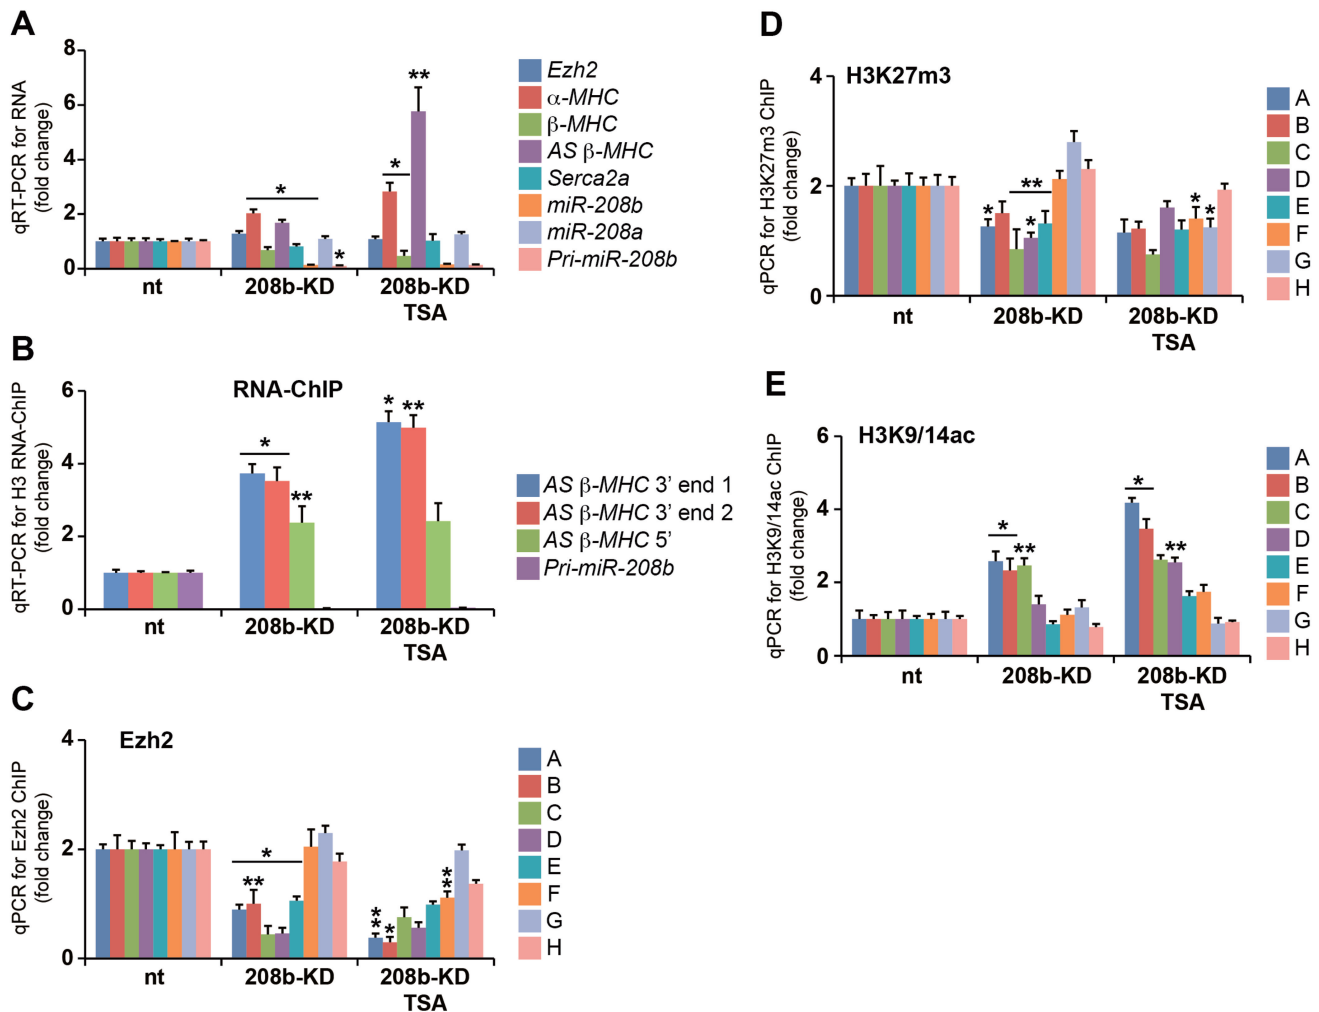 A
qRT-PCR for RNA
(fold change)
8
6
4
2
0
*
*
*
**
nt
208b-KD
208b-KD
TSA
Ezh2
α-MHC
β-MHC
AS β-MHC
Serca2a
miR-208b
miR-208a
Pri-miR-208b
B
RNA-ChIP
qRT-PCR for H3 RNA-ChIP
(fold change)
6
4
2
0
*
**
*
**
nt
208b-KD
208b-KD
TSA
AS β-MHC 3’ end 1
AS β-MHC 3’ end 2
AS β-MHC 5’
Pri-miR-208b
C
Ezh2
qPCR for Ezh2 ChIP
(fold change)
4
2
0
*
**
**
*
**
nt
208b-KD
208b-KD
TSA
A
B
C
D
E
F
G
H
D
H3K27m3
qPCR for H3K27m3 ChIP
(fold change)
4
2
0
*
**
*
*
*
nt
208b-KD
208b-KD
TSA
A
B
C
D
E
F
G
H
E
H3K9/14ac
qPCR for H3K9/14ac ChIP
(fold change)
6
4
2
0
*
**
*
**
nt
208b-KD
208b-KD
TSA
A
B
C
D
E
F
G
H